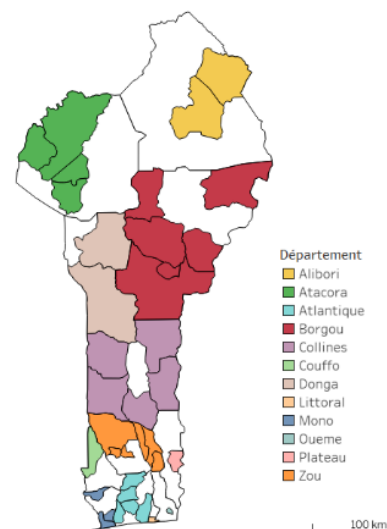 Département
Alibori
Atacora
Atlantique
Borgou
Collines
Couffo
Donga
Littoral
Mono
Oueme
Plateau
Zou
100 km